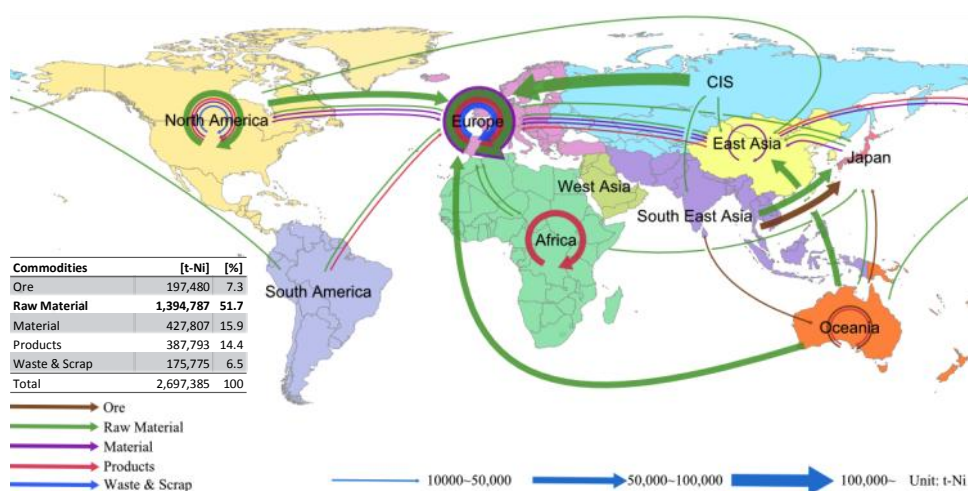 CIS
North America
Europe
East Asia
Japan
West Asia
South East Asia
Africa
South America
Oceania
Commodities [t-Ni] [%]
Ore 197,480 7.3
Raw Material 1,394,787 51.7
Material 427,807 15.9
Products 387,793 14.4
Waste & Scrap 175,775 6.5
Total 2,697,385 100
Ore
Raw Material
Material
Products
Waste & Scrap
10000~50,000 50,000~100,000 100,000~ Unit: t-Ni